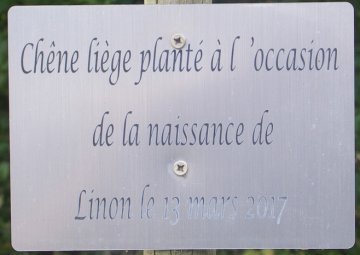 Chêne liège planté à l 'occasion
de la naissance de
Linon le 13 mars 2017